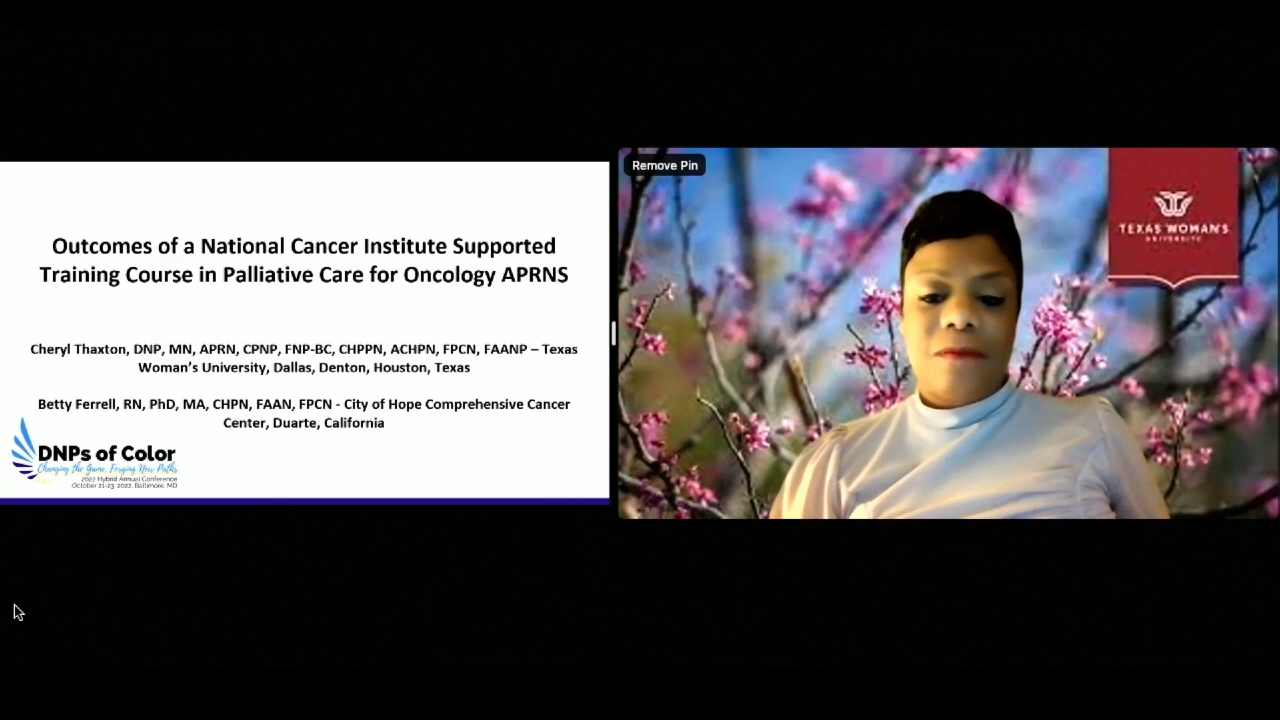 Outcomes of a National Cancer Institute Supported
Training Course in Palliative Care for Oncology APRNS
Cheryl Thaxton, DNP, MN, APRN, CPNP, FNP-BC, CHPPN, ACHPN, FPCN, FAANP – Texas
Woman's University, Dallas, Denton, Houston, Texas
Betty Ferrell, RN, PhD, MA, CHPN, FAAN, FPCN - City of Hope Comprehensive Cancer
Center, Duarte, California
DNPs of Color
Changing the Game, Forging New Paths
2022 Hybrid Annual Conference
October 21-23, 2022, Baltimore, MD
Remove Pin
TEXAS WOMAN'S
UNIVERSITY